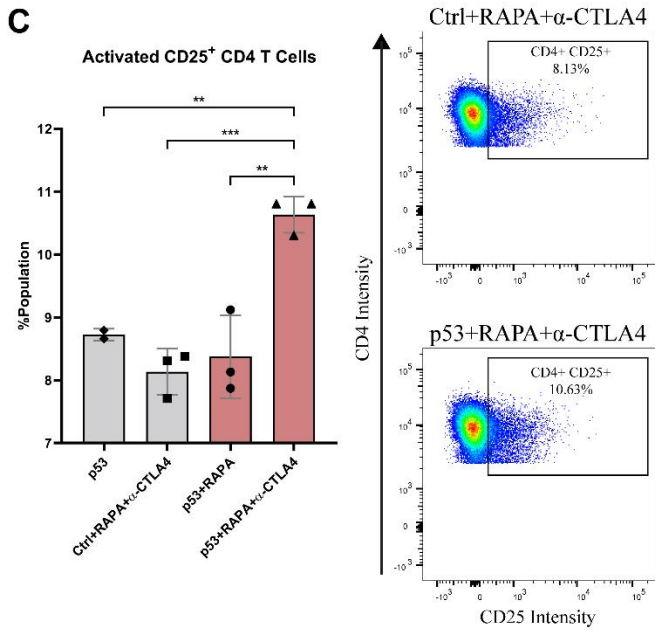 C
Activated CD25⁺ CD4 T Cells
**
***
**
12
11
10
9
8
7
%Population
p53
Ctrl+RAPA+α-CTLA4
p53+RAPA
p53+RAPA+α-CTLA4
Ctrl+RAPA+α-CTLA4
CD4+ CD25+
8.13%
10⁵
10⁴
10³
0
-10³
-10³ 0 10³ 10⁴ 10⁵
CD4 Intensity
p53+RAPA+α-CTLA4
CD4+ CD25+
10.63%
10⁵
10⁴
10³
0
-10³
-10³ 0 10³ 10⁴ 10⁵
CD25 Intensity